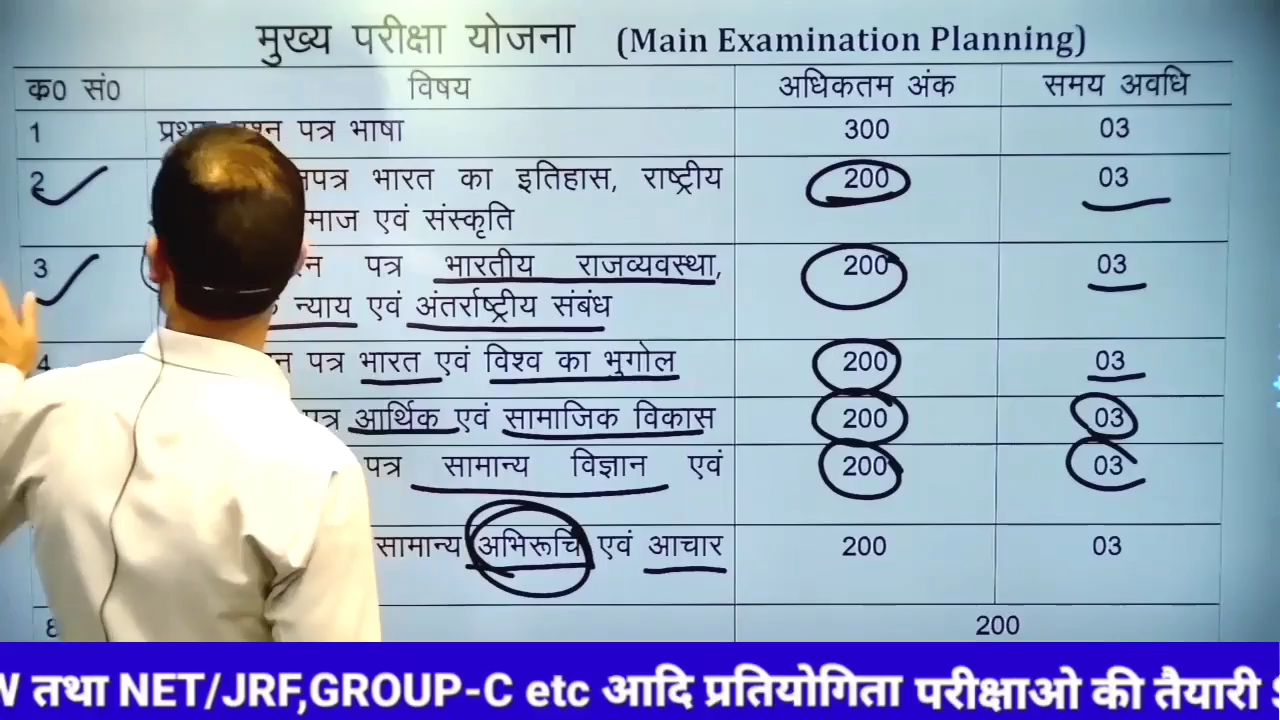 मुख्य परीक्षा योजना (Main Examination Planning)
क0 सं0 विषय अधिकतम अंक समय अवधि
1 पत्र भाषा 300 03
2 भारत का इतिहास, राष्ट्रीय 200 03
एवं संस्कृति
3 पत्र भारतीय राजव्यवस्था, 200 03
न्याय एवं अंतर्राष्ट्रीय संबंध
4 पत्र भारत एवं विश्व का भुगोल 200 03
आर्थिक एवं सामाजिक विकास 200 03
पत्र सामान्य विज्ञान एवं 200 03
सामान्य अभिरूचि एवं आचार 200 03
200
तथा NET/JRF,GROUP-C etc आदि प्रतियोगिता परीक्षाओ की तैयारी